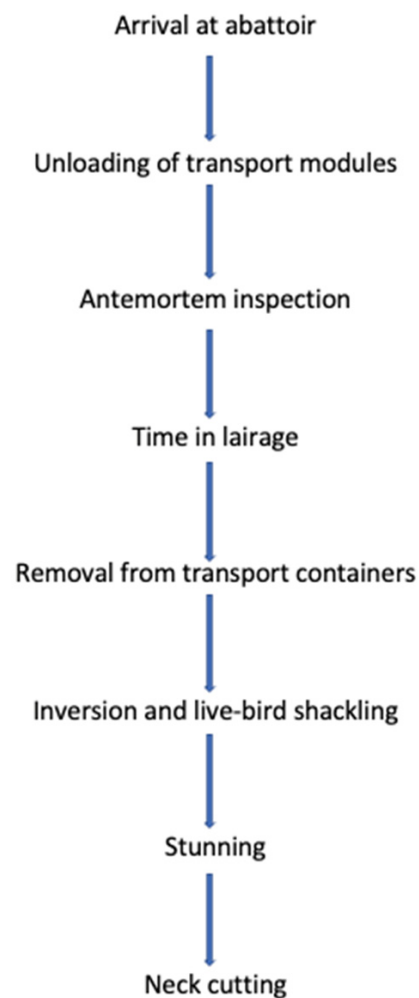 Arrival at abattoir
Unloading of transport modules
Antemortem inspection
Time in lairage
Removal from transport containers
Inversion and live-bird shackling
Stunning
Neck cutting